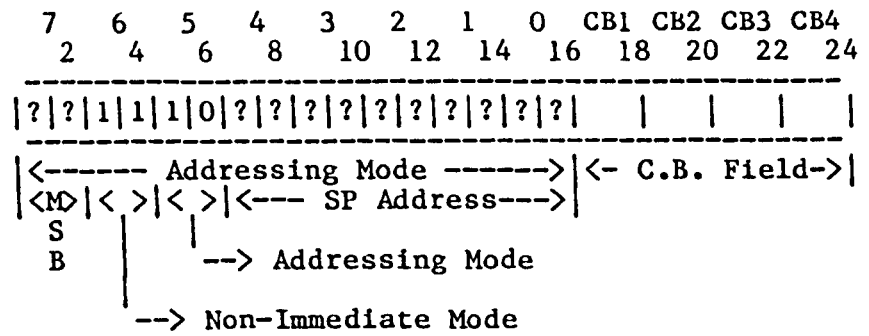 7 6 5 4 3 2 1 0 CB1 CB2 CB3 CB4
2 4 6 8 10 12 14 16 18 20 22 24
|?|?|1|1|1|0|?|?|?|?|?|?|?|?|?|?| | | | |
|<------ Addressing Mode ------>|<- C.B. Field->|
|<M>|< >|< >|<--- SP Address--->|
S
B --> Addressing Mode
--> Non-Immediate Mode